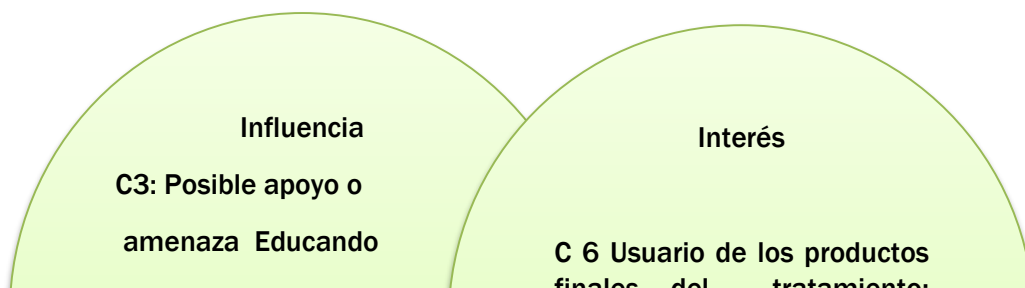 Influencia
C3: Posible apoyo o
amenaza Educando
Interés
C 6 Usuario de los productos
finales del tratamiento: